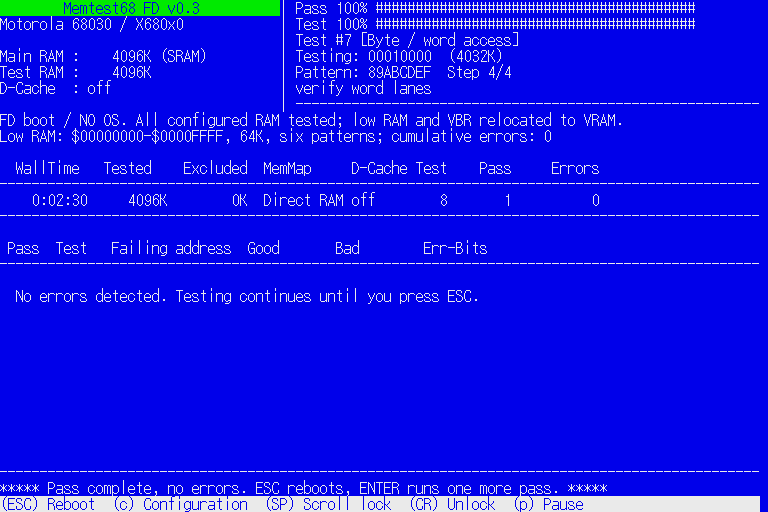 Memtest68 FD v0.3
Motorola 68030 / X680x0
Main RAM : 4096K (SRAM)
Test RAM : 4096K
D-Cache : off
Pass 100% ########################################
Test 100% ########################################
Test #7 [Byte / word access]
Testing: 00010000 (4032K)
Pattern: 89ABCDEF Step 4/4
verify word lanes
FD boot / NO OS. All configured RAM tested; low RAM and VBR relocated to VRAM.
Low RAM: $00000000-$0000FFFF, 64K, six patterns; cumulative errors: 0
WallTime Tested Excluded MemMap D-Cache Test Pass Errors
0:02:30 4096K 0K Direct RAM off 8 1 0
Pass Test Failing address Good Bad Err-Bits
No errors detected. Testing continues until you press ESC.
***** Pass complete, no errors. ESC reboots, ENTER runs one more pass. *****
(ESC) Reboot (c) Configuration (SP) Scroll lock (CR) Unlock (p) Pause